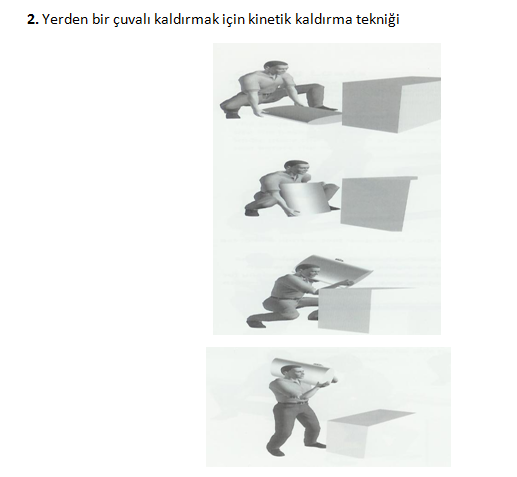 2. Yerden bir çuvalı kaldırmak için kinetik kaldırma tekniği